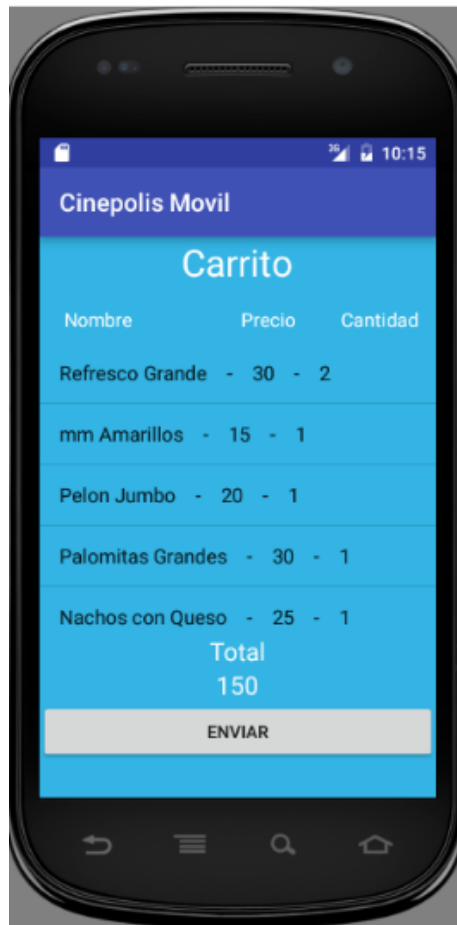 3G 10:15
Cinepolis Movil
Carrito
Nombre Precio Cantidad
Refresco Grande - 30 - 2
mm Amarillos - 15 - 1
Pelon Jumbo - 20 - 1
Palomitas Grandes - 30 - 1
Nachos con Queso - 25 - 1
Total
150
ENVIAR